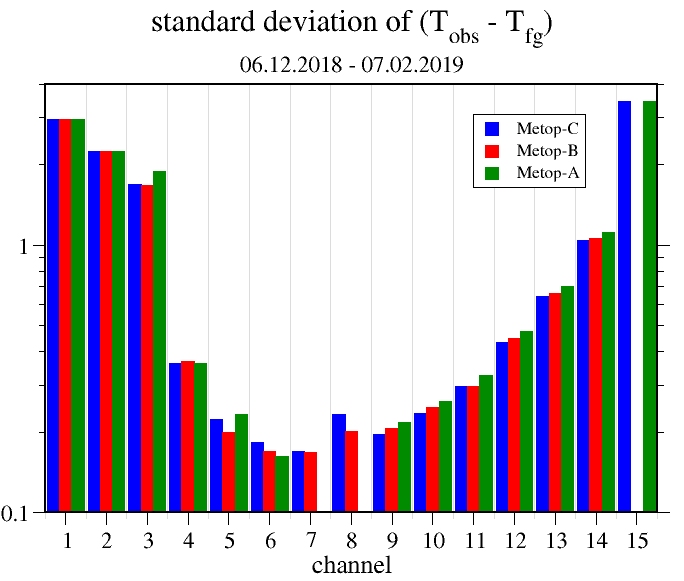 standard deviation of (Tobs - Tfg)
06.12.2018 - 07.02.2019
Metop-C
Metop-B
Metop-A
1
0.1
1 2 3 4 5 6 7 8 9 10 11 12 13 14 15
channel